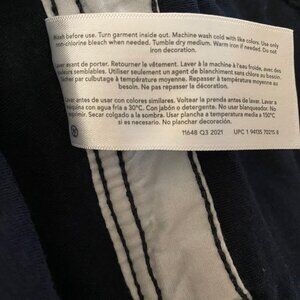 Wash before use. Turn garment inside out. Machine wash cold with like colors. Use only
non-chlorine bleach when needed. Tumble dry medium. Warm iron if needed. Do not
iron decoration.
Laver avant de porter. Retourner le vêtement. Laver à la machine à l'eau froide, avec des
couleurs semblables. Utiliser seulement un agent de blanchiment sans chlore au besoin.
Sécher par culbutage à température moyenne. Repasser à température moyenne au
besoin. Ne pas repasser la décoration.
antes de usar con colores similares. Voltear la prenda antes de lavar. Lavar a
con agua fría a 30°C. Con jabón o detergente. No usar blanqueador. No
exprimir. Secar colgado a la sombra. Usar plancha a temperatura media a 150°C
si es necesario. No planchar decoración.
11648 Q3 2021 UPC 1 94135 70215 8